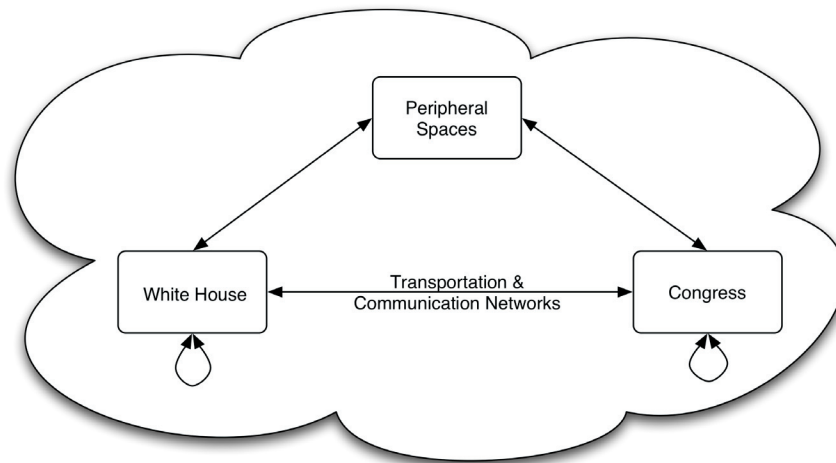 Peripheral
Spaces
Transportation &
Communication Networks
White House
Congress